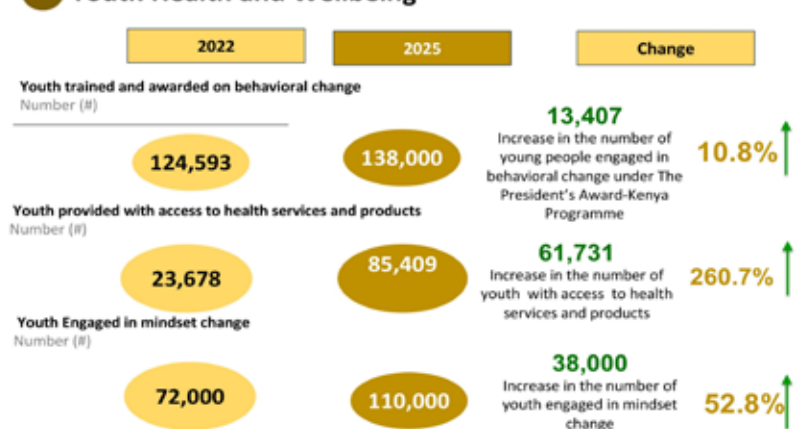 Youth Health and Wellbeing
2022 2025 Change
Youth trained and awarded on behavioral change
Number (#)
124,593 138,000
13,407
Increase in the number of
young people engaged in
behavioral change under The
President's Award-Kenya
Programme
10.8%
Youth provided with access to health services and products
Number (#)
23,678 85,409
61,731
Increase in the number of
youth with access to health
services and products
260.7%
Youth Engaged in mindset change
Number (#)
72,000 110,000
38,000
Increase in the number of
youth engaged in mindset
change
52.8%